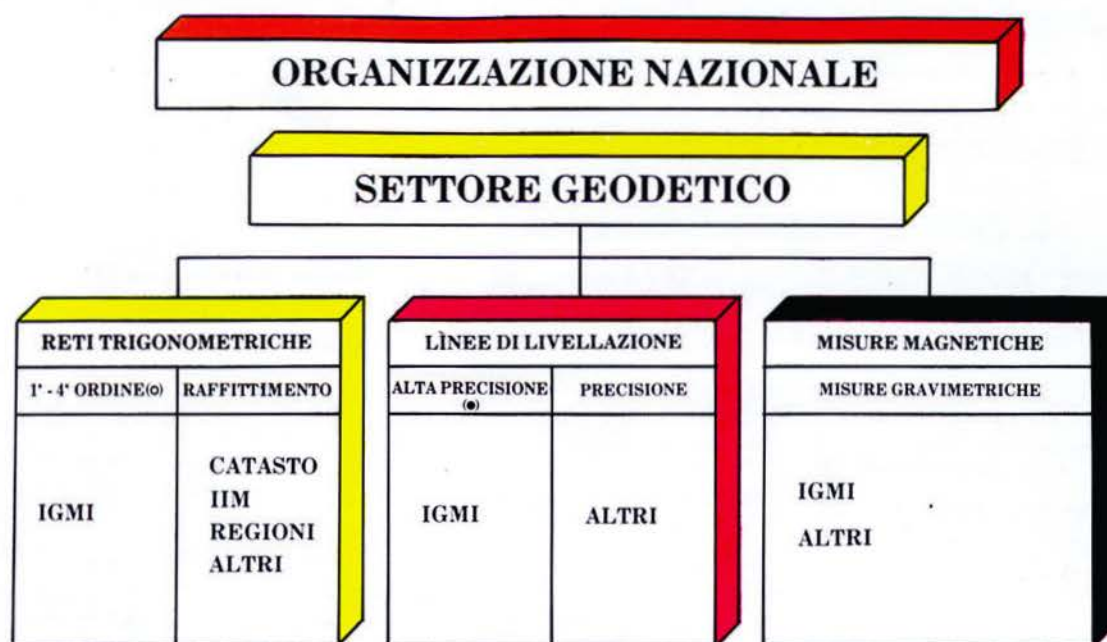 ORGANIZZAZIONE NAZIONALE
SETTORE GEODETICO
RETI TRIGONOMETRICHE
1° - 4° ORDINE(o)
RAFFITTIMENTO
IGMI
CATASTO
IIM
REGIONI
ALTRI
LÌNEE DI LIVELLAZIONE
ALTA PRECISIONE
(●)
PRECISIONE
IGMI
ALTRI
MISURE MAGNETICHE
MISURE GRAVIMETRICHE
IGMI
ALTRI